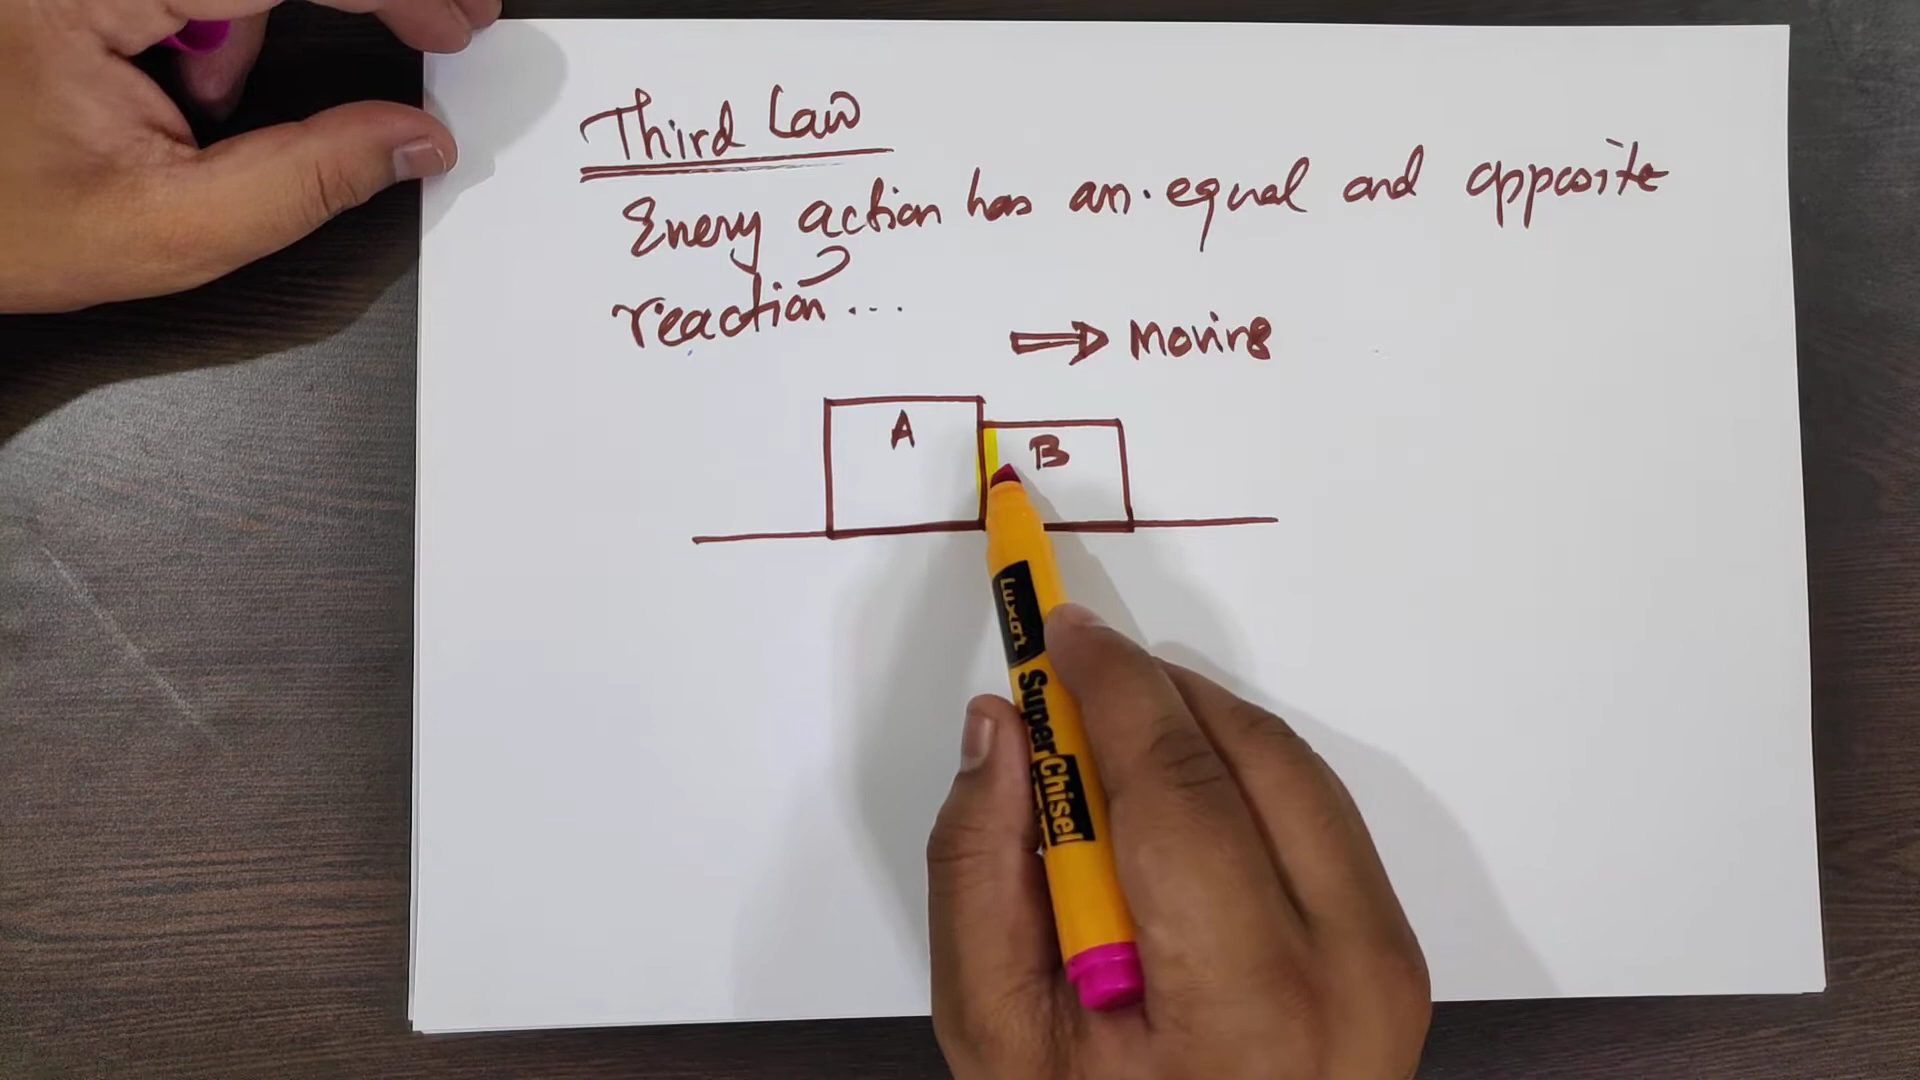 Third Law
Every action has an equal and opposite
reaction...
Moving
A
B
Luxor
SuperChisel